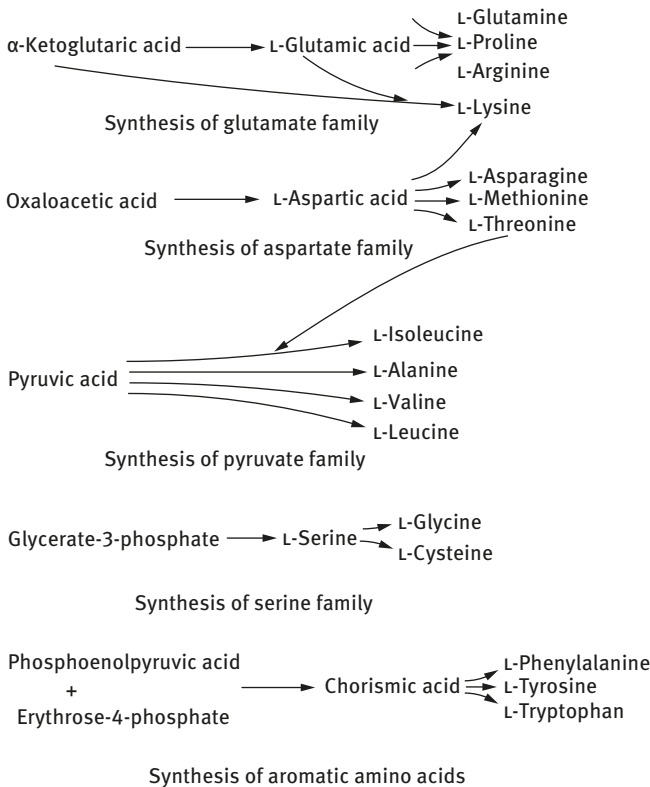 α-Ketoglutaric acid
L-Glutamic acid
L-Glutamine
L-Proline
L-Arginine
L-Lysine
Synthesis of glutamate family
Oxaloacetic acid
L-Aspartic acid
L-Asparagine
L-Methionine
L-Threonine
Synthesis of aspartate family
Pyruvic acid
L-Isoleucine
L-Alanine
L-Valine
L-Leucine
Synthesis of pyruvate family
Glycerate-3-phosphate
L-Serine
L-Glycine
L-Cysteine
Synthesis of serine family
Phosphoenolpyruvic acid
+
Erythrose-4-phosphate
Chorismic acid
L-Phenylalanine
L-Tyrosine
L-Tryptophan
Synthesis of aromatic amino acids